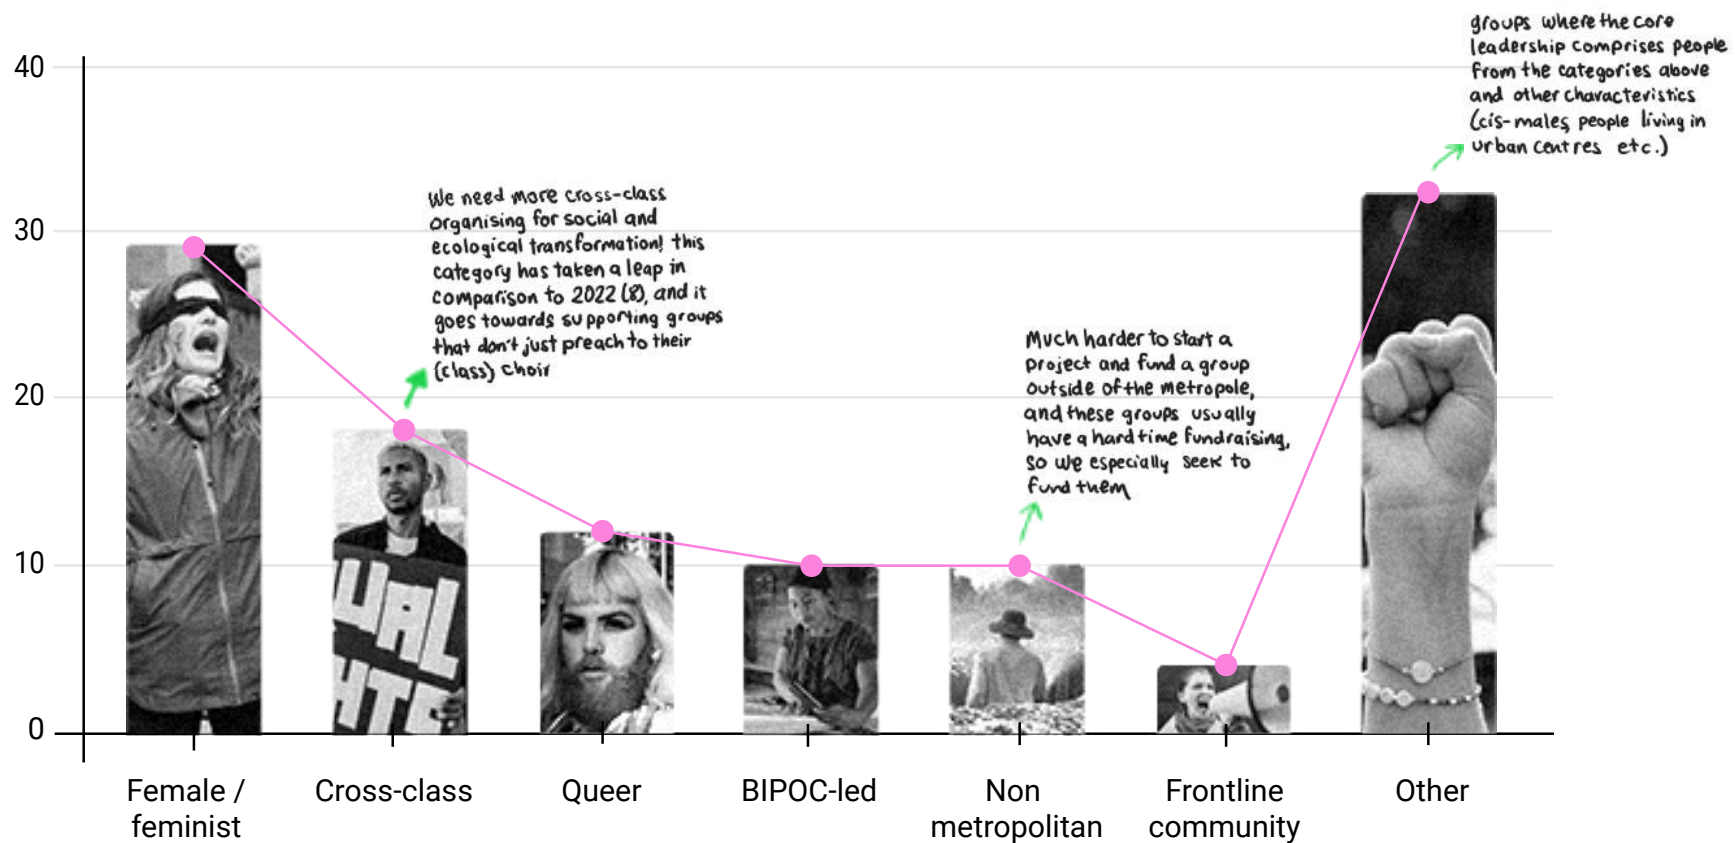 groups where the core
leadership comprises people
from the categories above
and other characteristics
(cis-males, people living in
urban centres etc.)
We need more cross-class
organising for social and
ecological transformation! this
category has taken a leap in
comparison to 2022 (8), and it
goes towards supporting groups
that don't just preach to their
(class) choir
Much harder to start a
project and fund a group
outside of the metropole,
and these groups usually
have a hard time fundraising,
so we especially seek to
fund them
40
30
20
10
0
UAL
HTS
Female /
feminist
Cross-class
Queer
BIPOC-led
Non
metropolitan
Frontline
community
Other